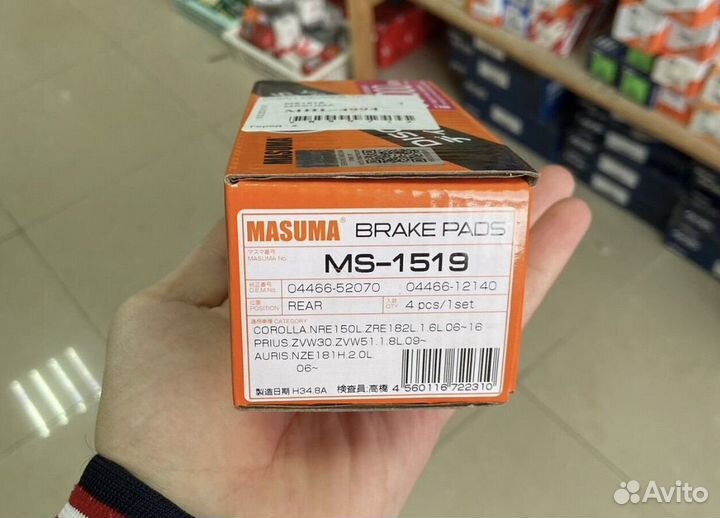 MASUMA
MASUMA® BRAKE PADS
マスマ番号
MASUMA No.
MS-1519
純正番号
O.E.M.No.
04466-52070 04466-12140
位置
POSITION
REAR
入数
QTY
4 pcs/1set
適用車種 CATEGORY
COROLLA.NRE150L.ZRE182L.1.6L.06~16
PRIUS.ZVW30.ZVW51.1.8L.09~
AURIS.NZE181H.2.0L
06~
製造日期 H34.8A 検査員:高橋 4 560116 722310
Avito